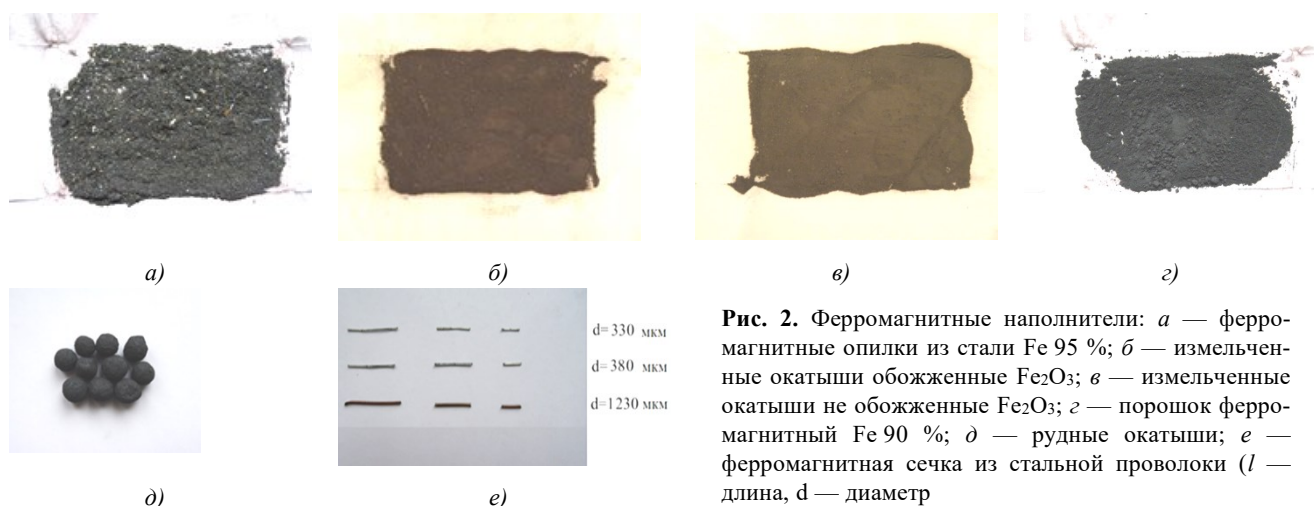 а)
б)
в)
г)
d= 330 мкм
d=380 мкм
d=1230 мкм
д)
е)
Рис. 2. Ферромагнитные наполнители: а — ферро-
магнитные опилки из стали Fe 95 %; б — измельчен-
ные окатыши обожженные Fe₂O₃; в — измельченные
окатыши не обожженные Fe₂O₃; г — порошок ферро-
магнитный Fe 90 %; д — рудные окатыши; е —
ферромагнитная сечка из стальной проволоки (l —
длина, d — диаметр